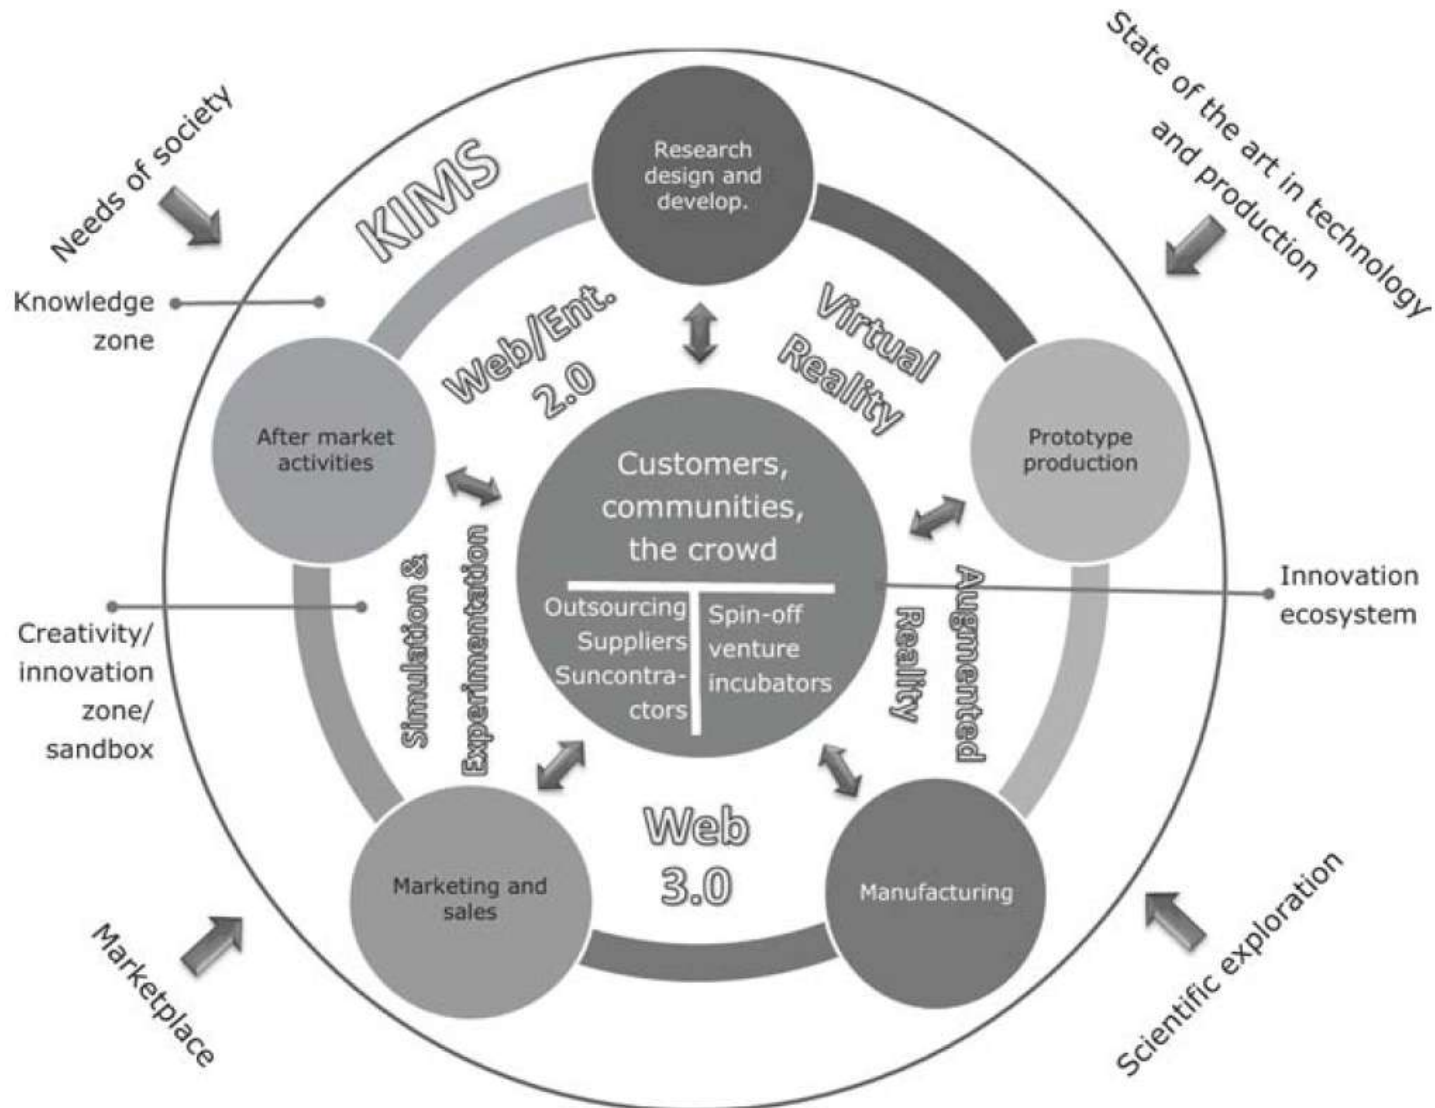 State of the art in technology
and production
Needs of society
KIMS
Research
design and
develop.
Knowledge
zone
Web/Ent.
2.0
Virtual
Reality
After market
activities
Prototype
production
Customers,
communities,
the crowd
Outsourcing
Suppliers
Suncontra-
ctors
Spin-off
venture
incubators
Simulation &
Experimentation
Augmented
Reality
Innovation
ecosystem
Creativity/
innovation
zone/
sandbox
Web
3.0
Marketing and
sales
Manufacturing
Marketplace
Scientific exploration